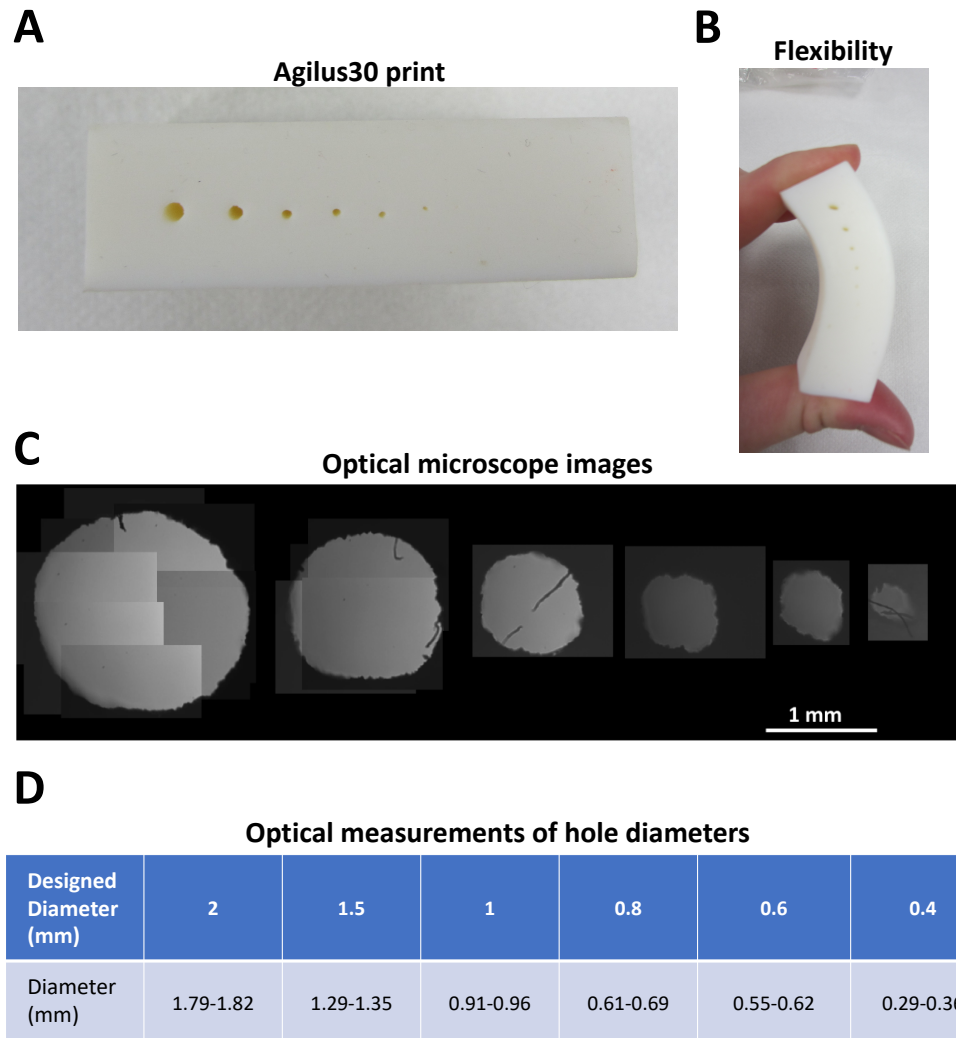 A
Agilus30 print
B
Flexibility
C
Optical microscope images
1 mm
D
Optical measurements of hole diameters
Designed Diameter (mm) 2 1.5 1 0.8 0.6 0.4
Diameter (mm) 1.79-1.82 1.29-1.35 0.91-0.96 0.61-0.69 0.55-0.62